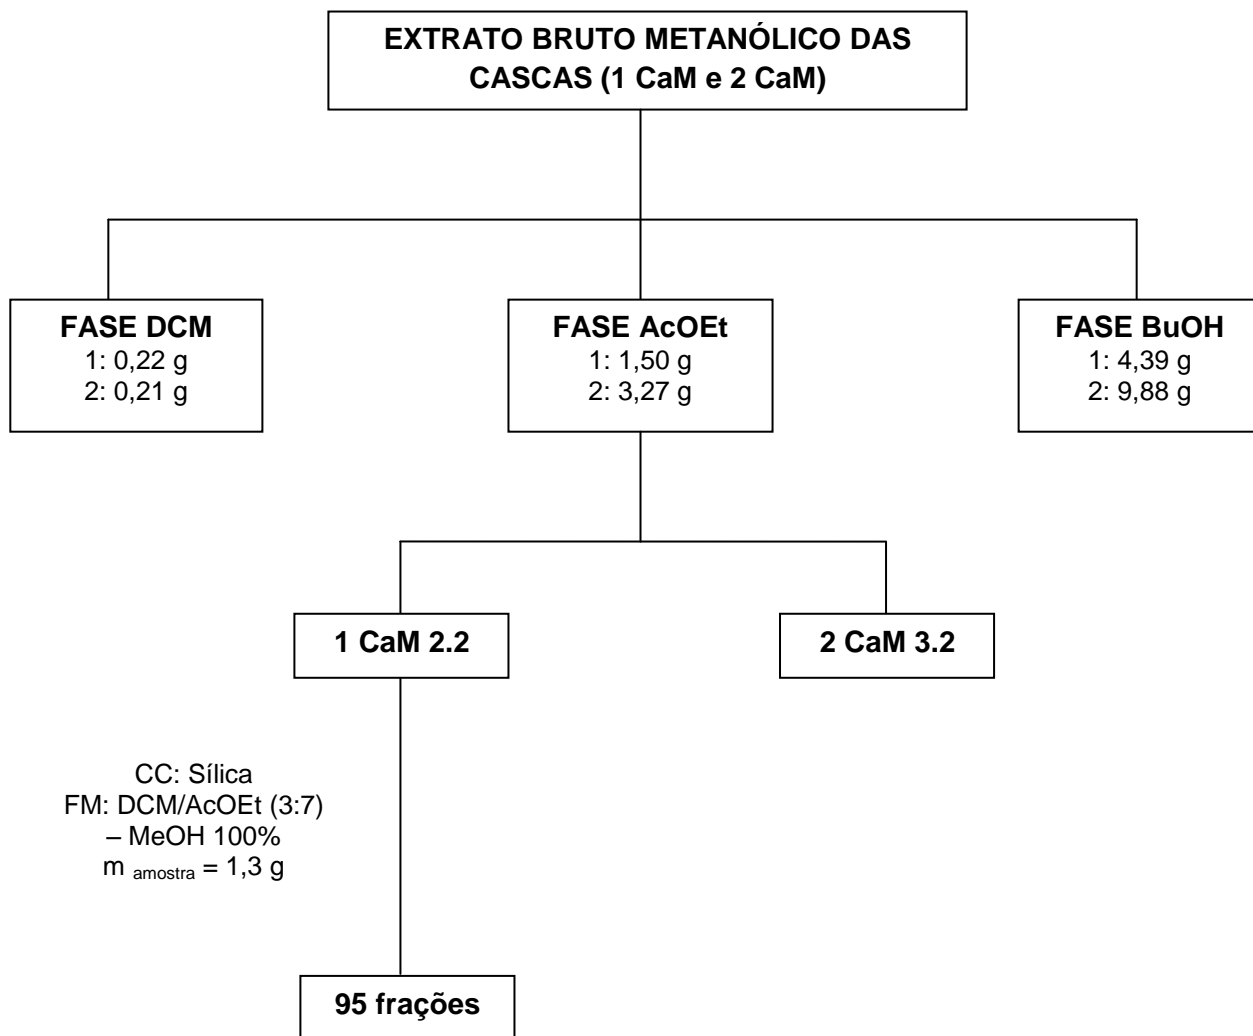 EXTRATO BRUTO METANÓLICO DAS
CASCAS (1 CaM e 2 CaM)
FASE DCM
1: 0,22 g
2: 0,21 g
FASE AcOEt
1: 1,50 g
2: 3,27 g
FASE BuOH
1: 4,39 g
2: 9,88 g
1 CaM 2.2
2 CaM 3.2
CC: Sílica
FM: DCM/AcOEt (3:7)
– MeOH 100%
m amostra = 1,3 g
95 frações